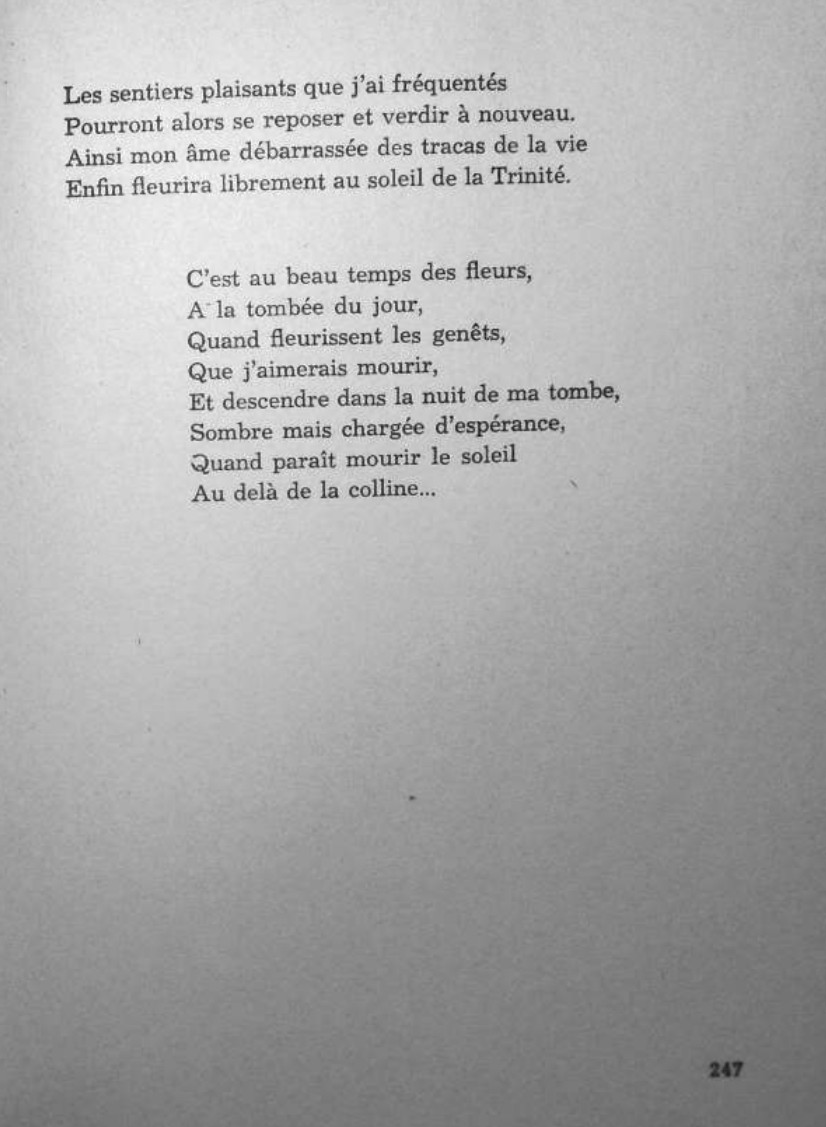 Les sentiers plaisants que j'ai fréquentés
Pourront alors se reposer et verdir à nouveau.
Ainsi mon âme débarrassée des tracas de la vie
Enfin fleurira librement au soleil de la Trinité.
C'est au beau temps des fleurs,
A la tombée du jour,
Quand fleurissent les genêts,
Que j'aimerais mourir,
Et descendre dans la nuit de ma tombe,
Sombre mais chargée d'espérance,
Quand paraît mourir le soleil
Au delà de la colline...
247